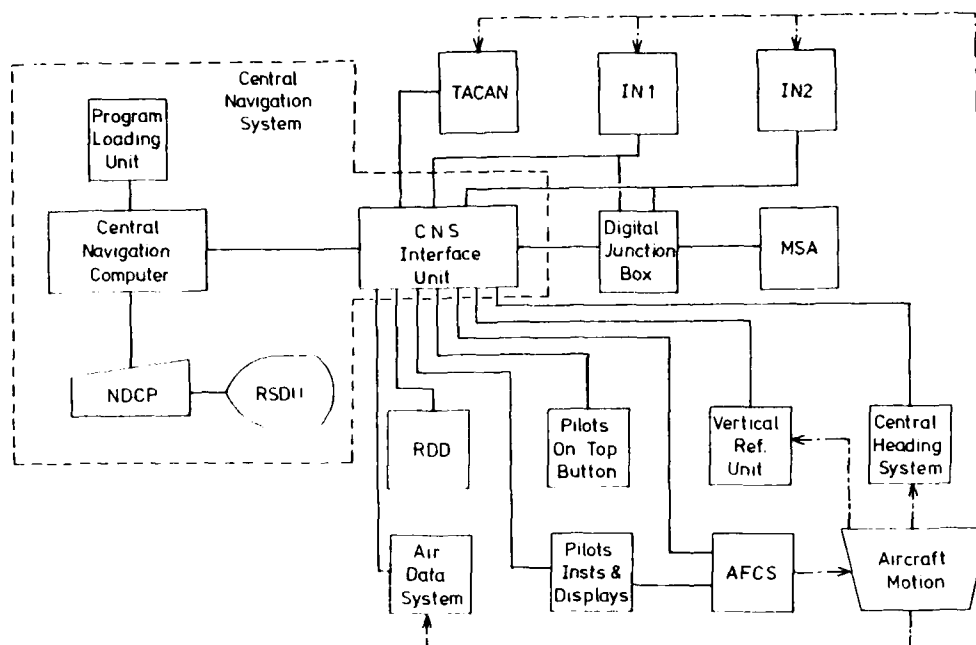 Central
Navigation
System
Program
Loading
Unit
TACAN
IN1
IN2
Central
Navigation
Computer
CNS
Interface
Unit
Digital
Junction
Box
MSA
NDCP
RSDU
RDD
Pilots
On Top
Button
Vertical
Ref.
Unit
Central
Heading
System
Air
Data
System
Pilots
Insts &
Displays
AFCS
Aircraft
Motion